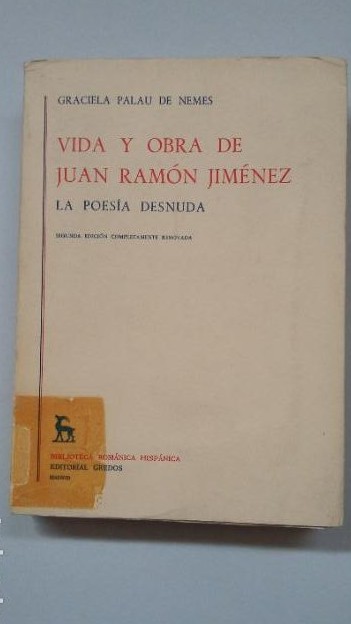 GRACIELA PALAU DE NEMES
VIDA Y OBRA DE
JUAN RAMÓN JIMÉNEZ
LA POESÍA DESNUDA
SEGUNDA EDICIÓN COMPLETAMENTE RENOVADA
BIBLIOTECA ROMÁNICA HISPÁNICA
EDITORIAL GREDOS
MADRID